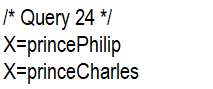 /* Query 24 */
X=princePhilip
X=princeCharles